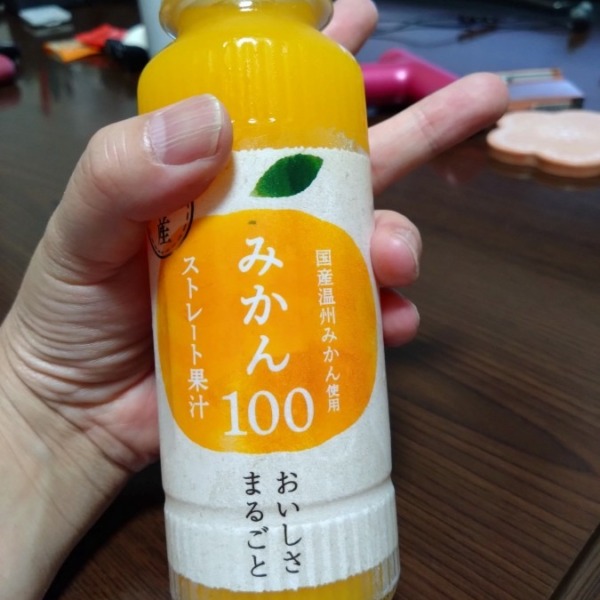 産
国産温州みかん使用
みかん
100
ストレート果汁
おいしさ
まるごと